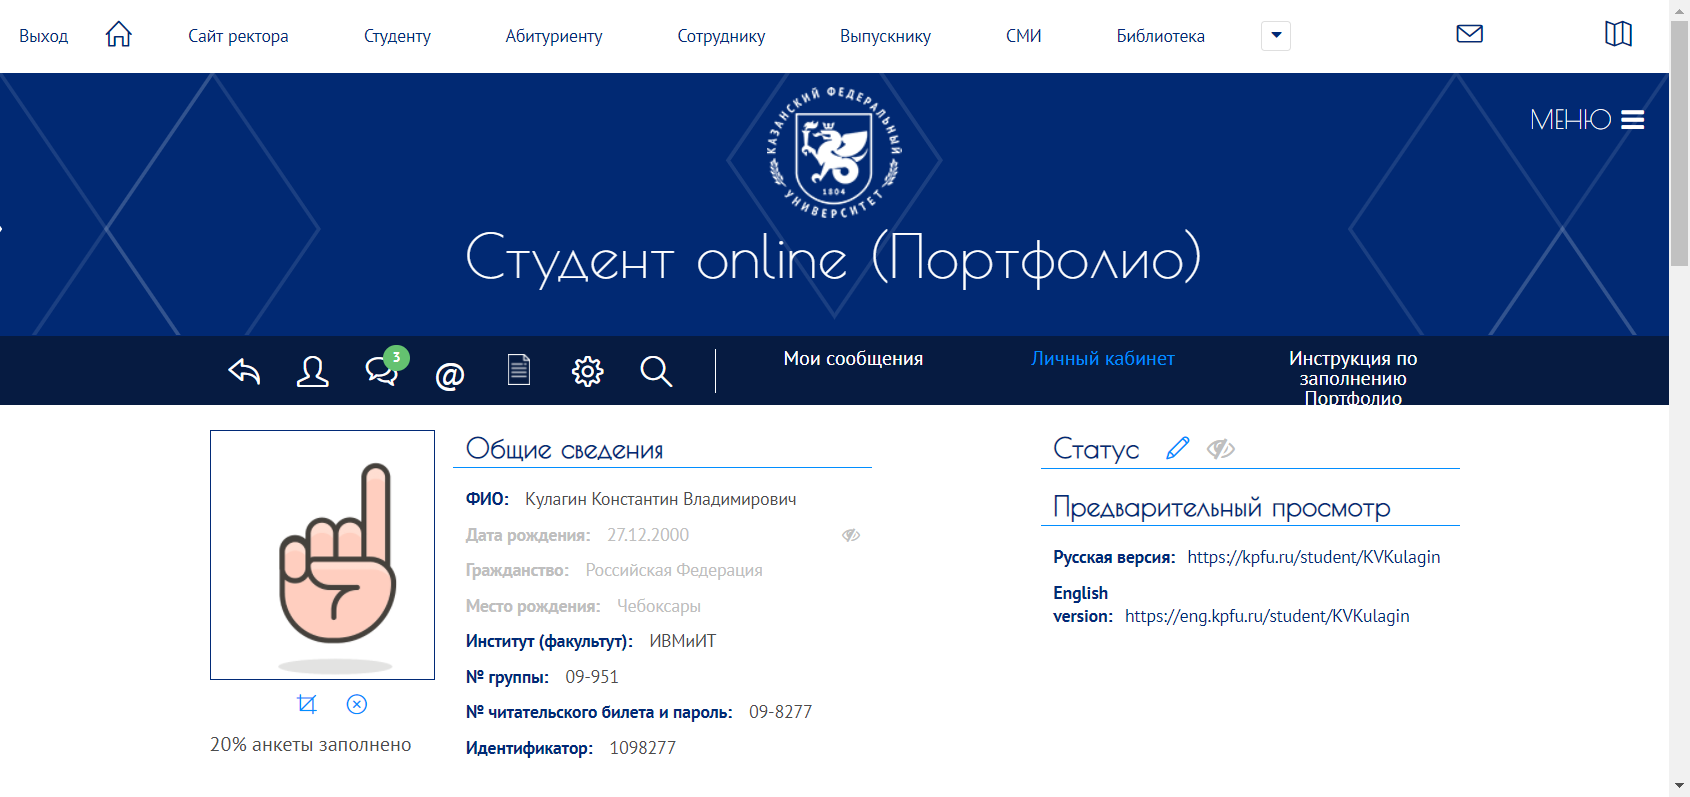 Выход
Сайт ректора
Студенту
Абитуриенту
Сотруднику
Выпускнику
СМИ
Библиотека
МЕНЮ
КАЗАНСКИЙ ФЕДЕРАЛЬНЫЙ
1804
УНИВЕРСИТЕТ
Студент online (Портфолио)
3
@
Мои сообщения
Личный кабинет
Инструкция по
заполнению
Портфолио
20% анкеты заполнено
Общие сведения
ФИО: Кулагин Константин Владимирович
Дата рождения: 27.12.2000
Гражданство: Российская Федерация
Место рождения: Чебоксары
Институт (факультут): ИВМиИТ
№ группы: 09-951
№ читательского билета и пароль: 09-8277
Идентификатор: 1098277
Статус
Предварительный просмотр
Русская версия: https://kpfu.ru/student/KVKulagin
English
version: https://eng.kpfu.ru/student/KVKulagin